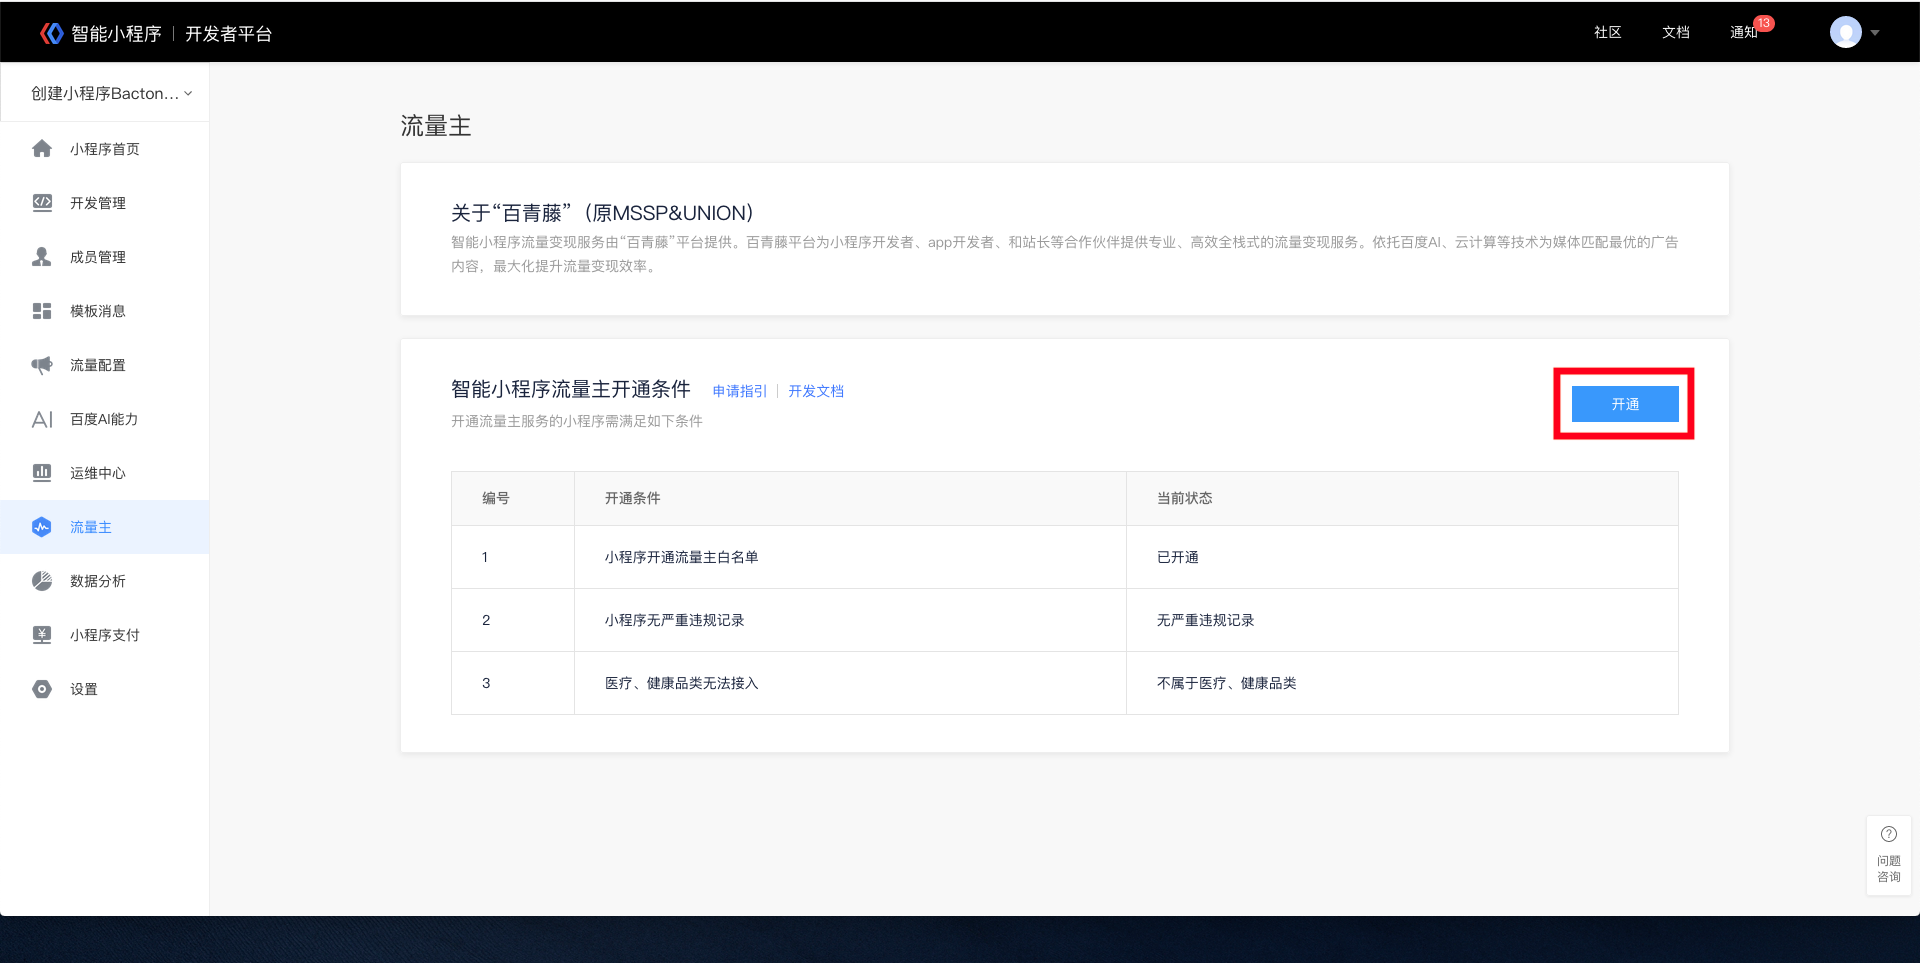 智能小程序 | 开发者平台
社区
文档
通知
13
创建小程序Bacton...
小程序首页
开发管理
成员管理
模板消息
流量配置
AI 百度AI能力
运维中心
流量主
数据分析
小程序支付
设置
流量主
关于“百青藤”（原MSSP&UNION）
智能小程序流量变现服务由“百青藤”平台提供。百青藤平台为小程序开发者、app开发者、和站长等合作伙伴提供专业、高效全栈式的流量变现服务。依托百度AI、云计算等技术为媒体匹配最优的广告
内容，最大化提升流量变现效率。
智能小程序流量主开通条件 申请指引 | 开发文档
开通
开通流量主服务的小程序需满足如下条件
编号 开通条件 当前状态
1 小程序开通流量主白名单 已开通
2 小程序无严重违规记录 无严重违规记录
3 医疗、健康品类无法接入 不属于医疗、健康品类
问题
咨询